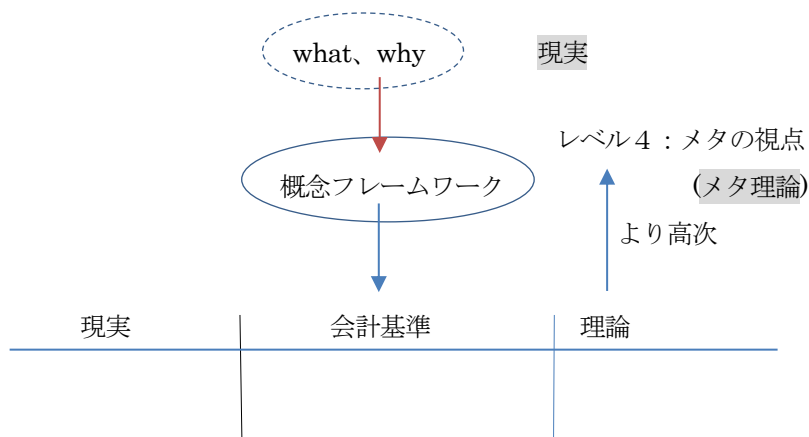 what、why
現実
レベル４：メタの視点
概念フレームワーク
(メタ理論)
より高次
現実
会計基準
理論